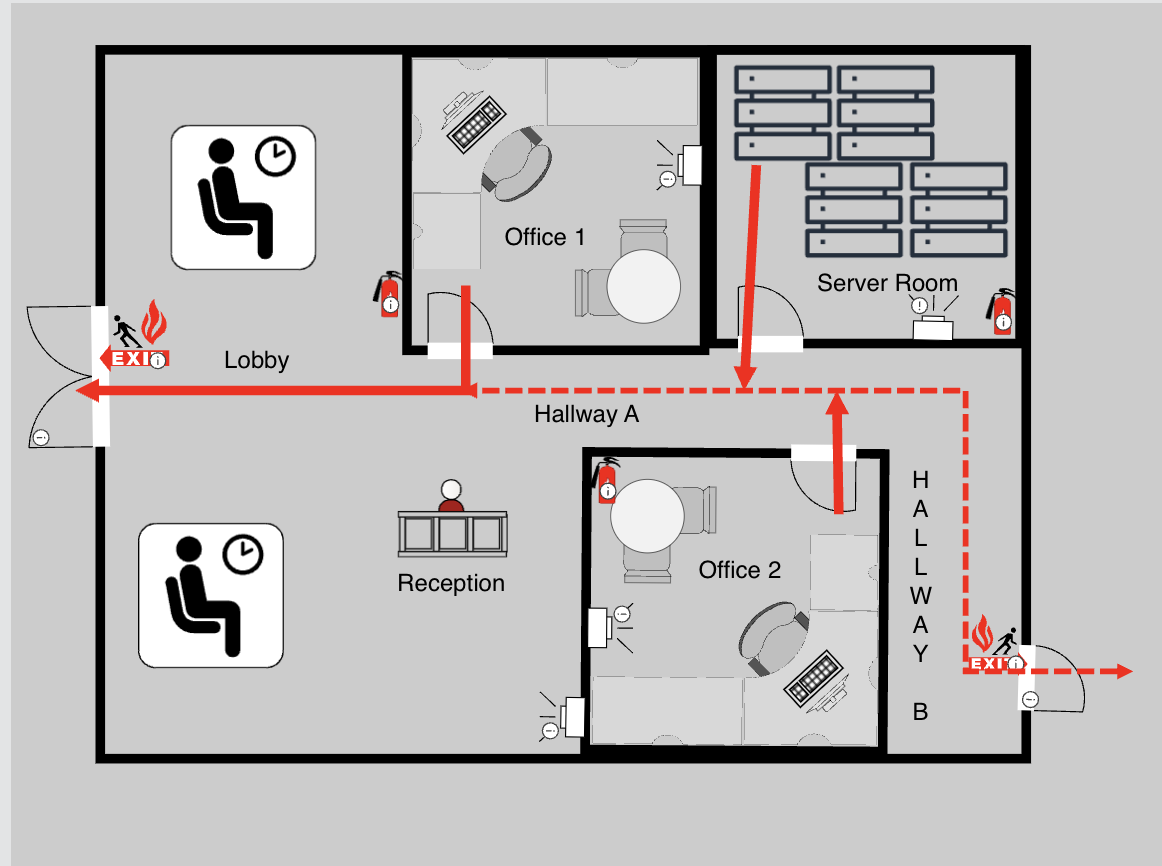 Office 1
Server Room
EXIT
Lobby
Hallway A
Reception
Office 2
H
A
L
L
W
A
Y
B
EXIT